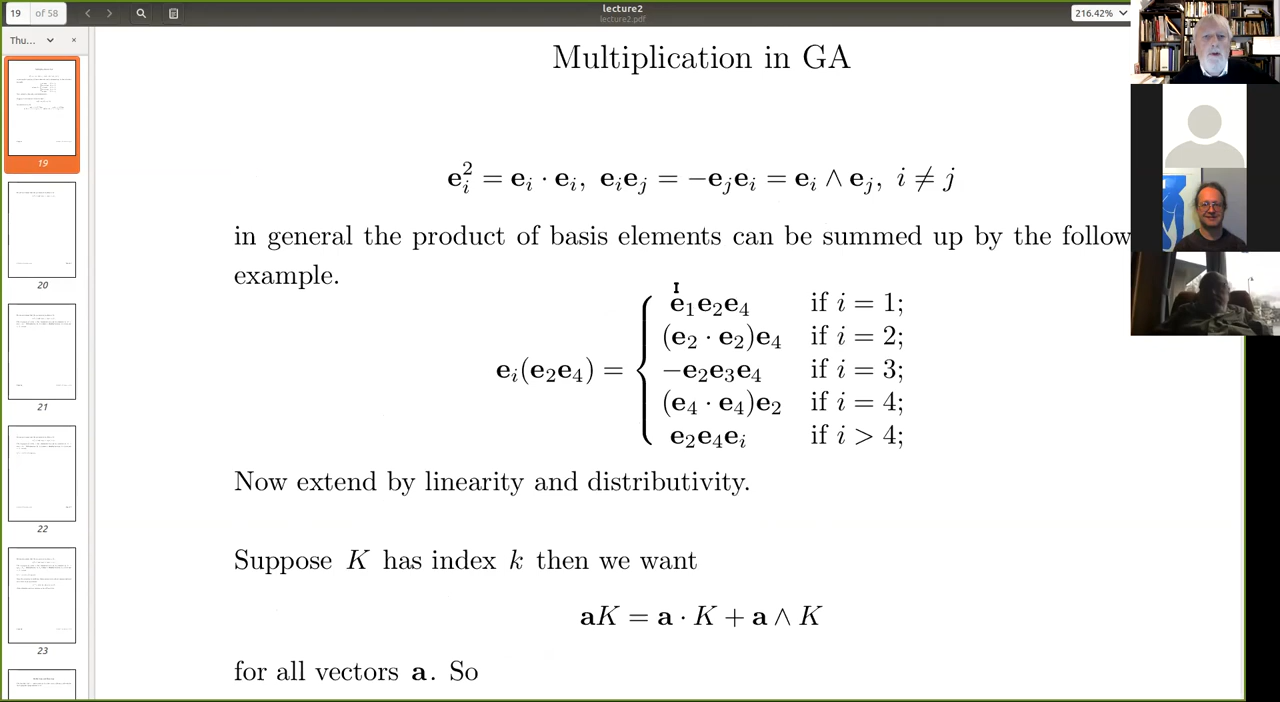 19 of 58
lecture2
lecture2.pdf
216.42%
Thu...
19
20
21
22
23
Multiplication in GA
e_i^2 = e_i · e_i, e_ie_j = −e_je_i = e_i ∧ e_j, i ≠ j
in general the product of basis elements can be summed up by the follow
example.
e_i(e_2e_4) = {
e_1e_2e_4 if i = 1;
(e_2 · e_2)e_4 if i = 2;
−e_2e_3e_4 if i = 3;
(e_4 · e_4)e_2 if i = 4;
e_2e_4e_i if i > 4;
Now extend by linearity and distributivity.
Suppose K has index k then we want
aK = a · K + a ∧ K
for all vectors a. So